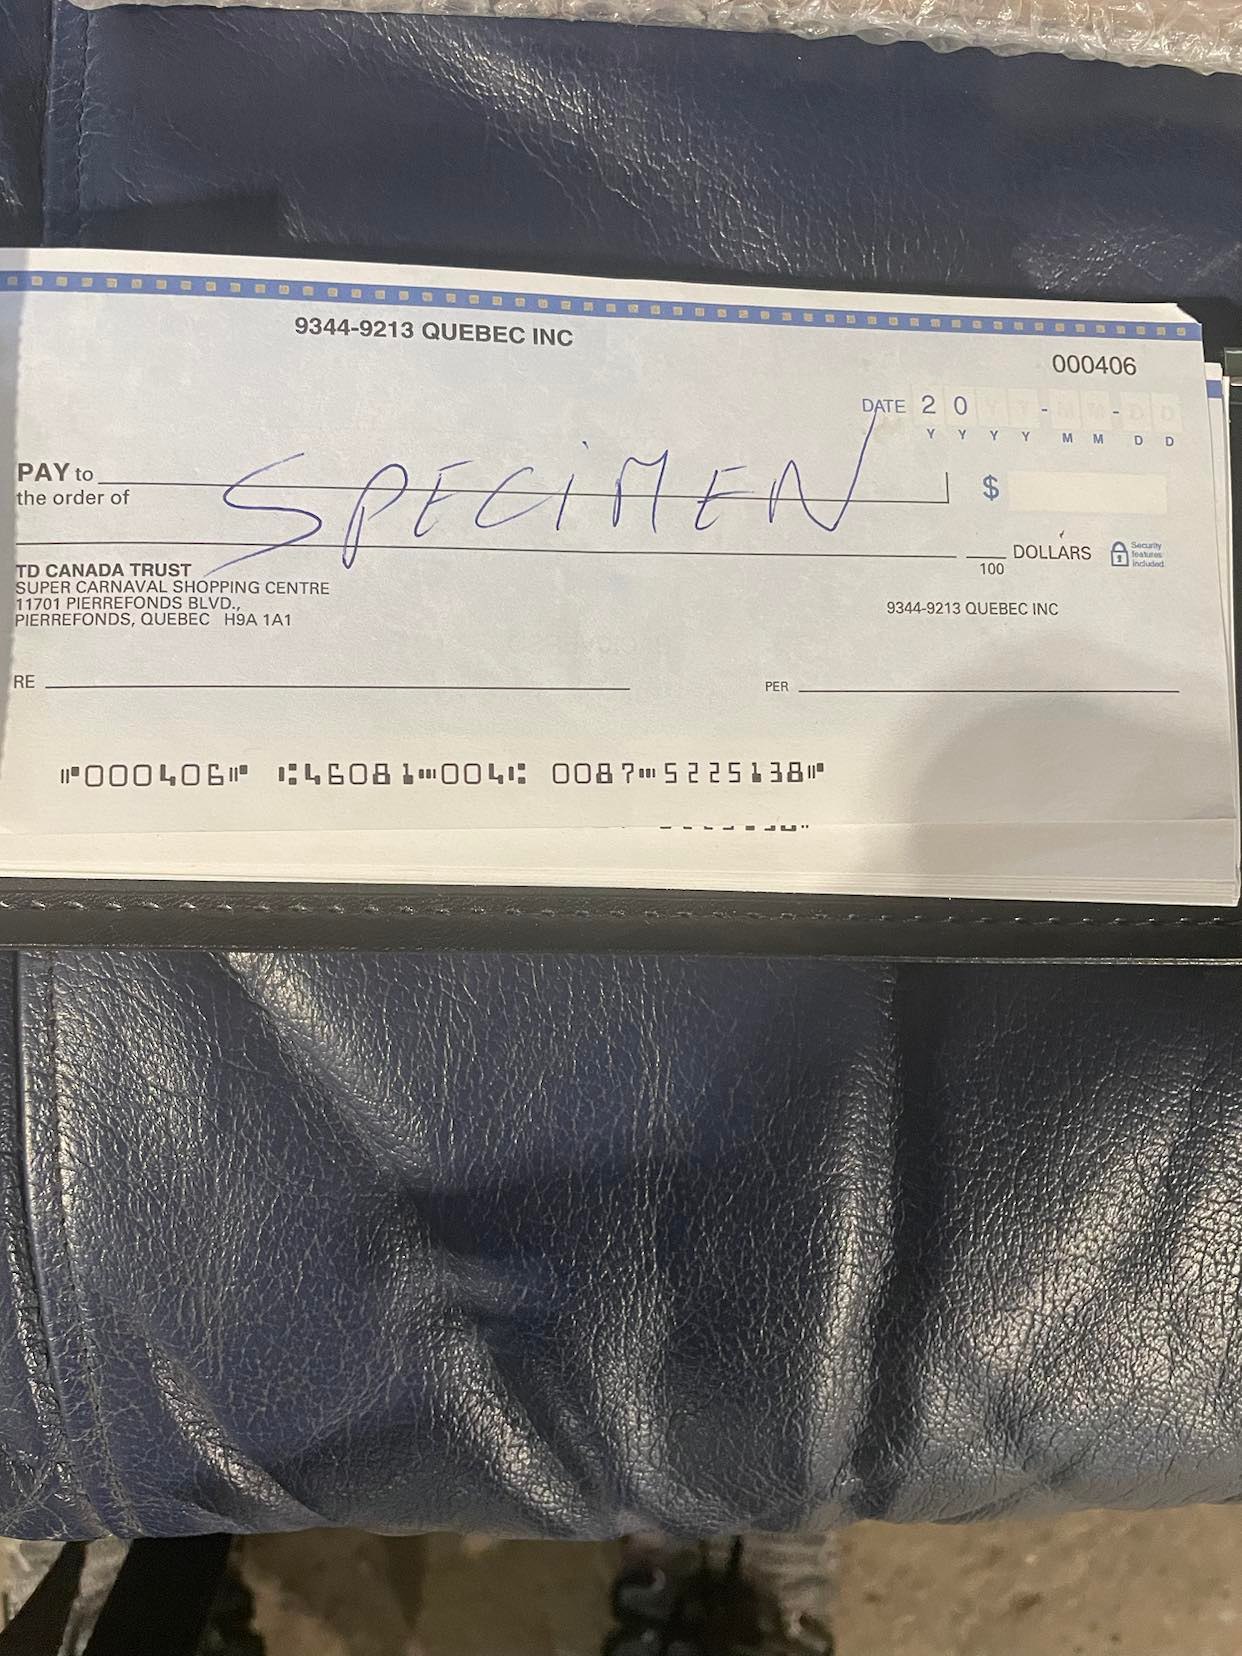 9344-9213 QUEBEC INC
000406
DATE 2 0 Y Y - M M - D D
Y Y Y Y M M D D
PAY to
the order of
SPECIMEN
$
100
DOLLARS
Security
features
included
TD CANADA TRUST
SUPER CARNAVAL SHOPPING CENTRE
11701 PIERREFONDS BLVD.,
PIERREFONDS, QUEBEC H9A 1A1
9344-9213 QUEBEC INC
RE
PER
⑈000406⑈ ⑆46081⑉004⑆ 0087⑉5225138⑈